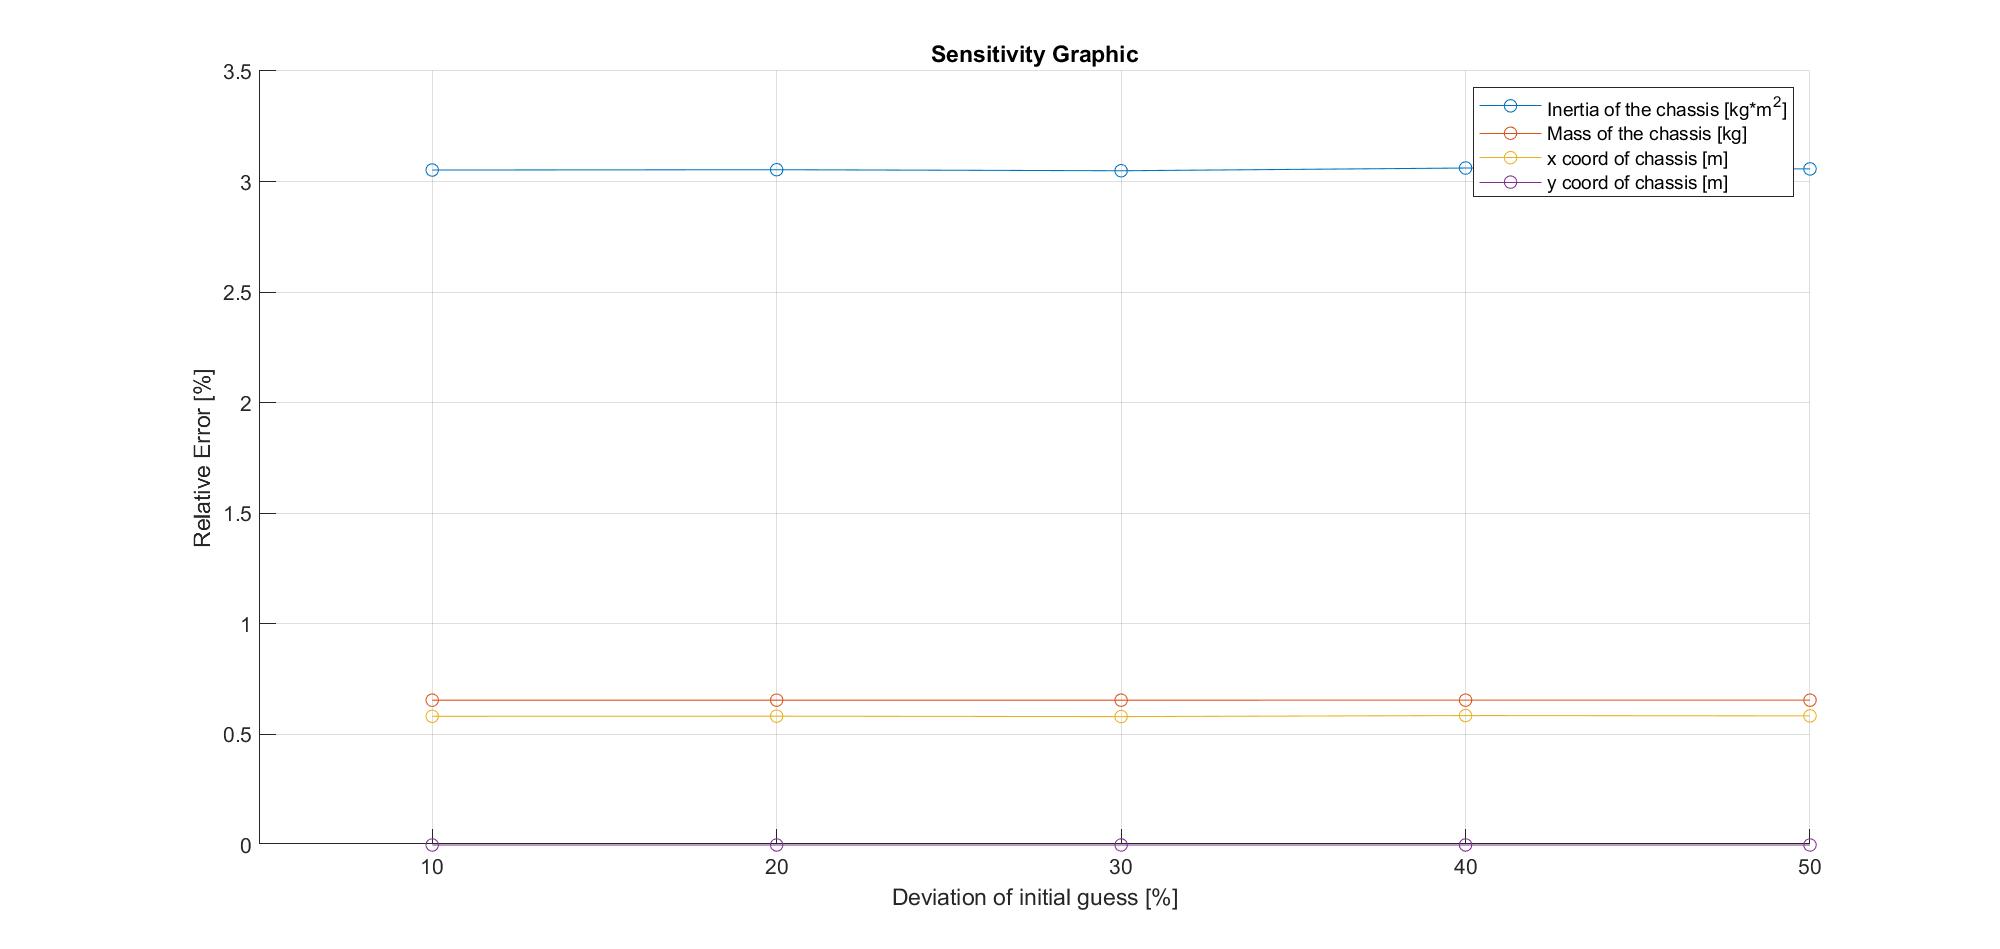 Sensitivity Graphic
3.5
3
2.5
2
1.5
1
0.5
0
Relative Error [%]
Inertia of the chassis [kg*m²]
Mass of the chassis [kg]
x coord of chassis [m]
y coord of chassis [m]
10 20 30 40 50
Deviation of initial guess [%]